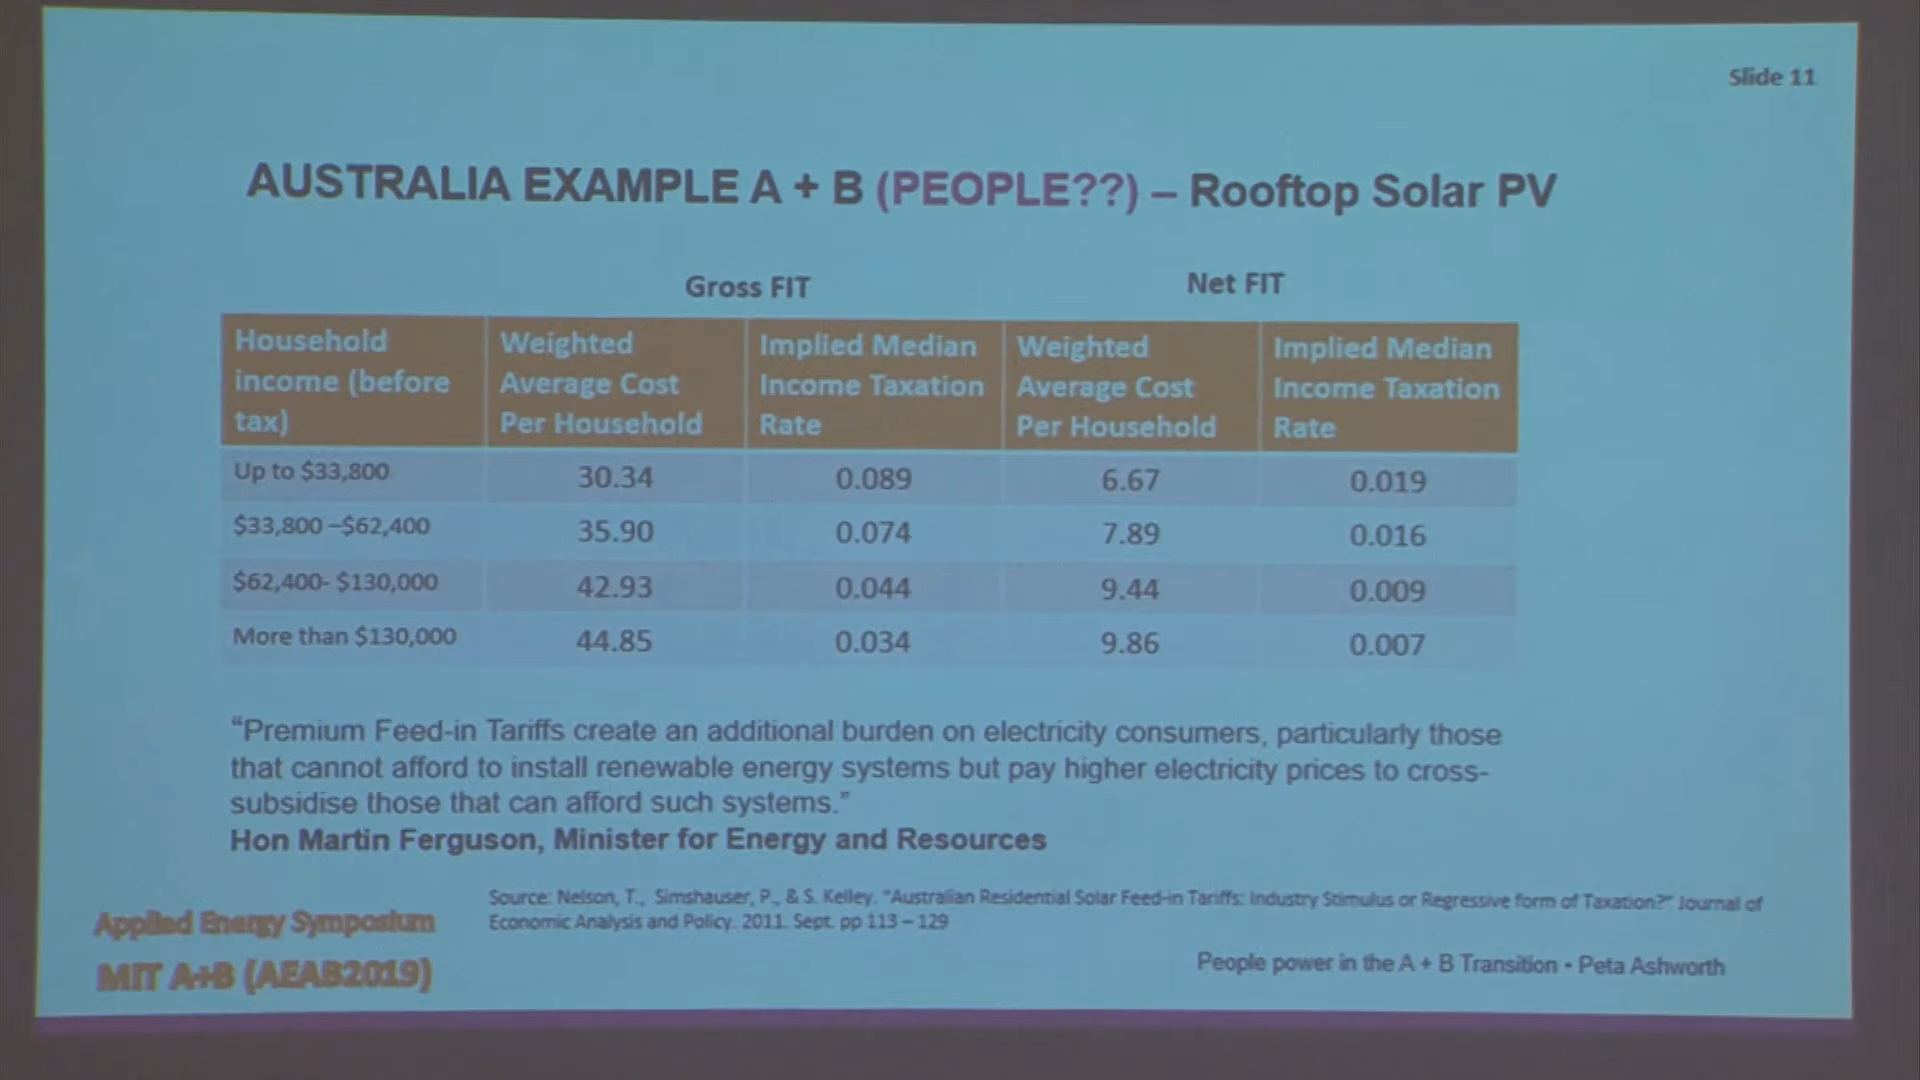 Slide 11
AUSTRALIA EXAMPLE A + B (PEOPLE??) – Rooftop Solar PV
Gross FIT
Net FIT
Household income (before tax)
Weighted Average Cost Per Household
Implied Median Income Taxation Rate
Weighted Average Cost Per Household
Implied Median Income Taxation Rate
Up to $33,800 30.34 0.089 6.67 0.019
$33,800 –$62,400 35.90 0.074 7.89 0.016
$62,400- $130,000 42.93 0.044 9.44 0.009
More than $130,000 44.85 0.034 9.86 0.007
“Premium Feed-in Tariffs create an additional burden on electricity consumers, particularly those
that cannot afford to install renewable energy systems but pay higher electricity prices to cross-
subsidise those that can afford such systems.”
Hon Martin Ferguson, Minister for Energy and Resources
Source: Nelson, T., Simshauser, P., & S. Kelley. “Australian Residential Solar Feed-in Tariffs: Industry Stimulus or Regressive form of Taxation?” Journal of
Economic Analysis and Policy. 2011. Sept. pp 113 – 129
Applied Energy Symposium
MIT A+B (AEAB2019)
People power in the A + B Transition • Peta Ashworth